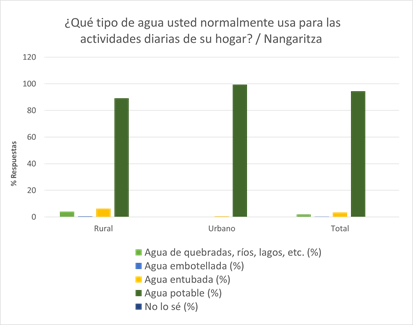 ¿Qué tipo de agua usted normalmente usa para las
actividades diarias de su hogar? / Nangaritza
120
100
80
60
40
20
0
% Respuestas
Rural
Urbano
Total
Agua de quebradas, ríos, lagos, etc. (%)
Agua embotellada (%)
Agua entubada (%)
Agua potable (%)
No lo sé (%)